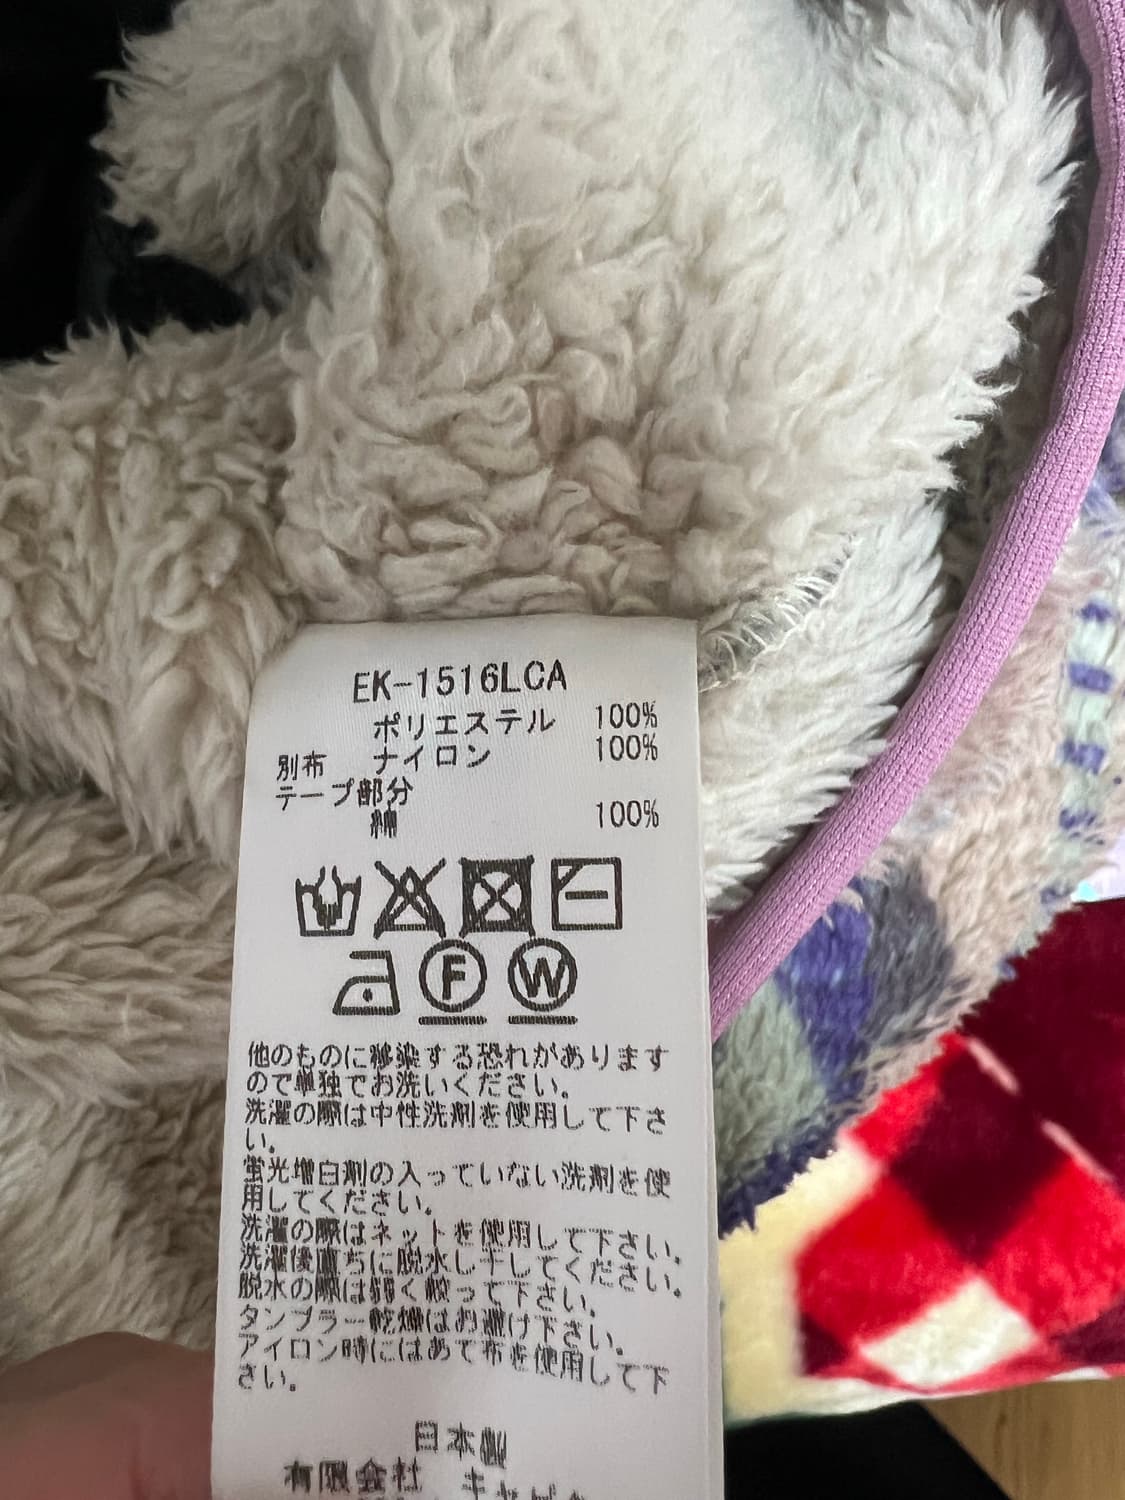 EK-1516LCA
ポリエステル 100%
別布 ナイロン 100%
テープ部分
綿 100%
F W
他のものに移染する恐れがあります
ので単独でお洗いください。
洗濯の際は中性洗剤を使用して下さ
い。
蛍光増白剤の入っていない洗剤を使
用してください。
洗濯の際はネットを使用して下さい。
洗濯後直ちに脱水し干してください。
脱水の際は弱く絞って下さい。
タンブラー乾燥はお避け下さい。
アイロン時にはあて布を使用して下
さい。
日本製
有限会社